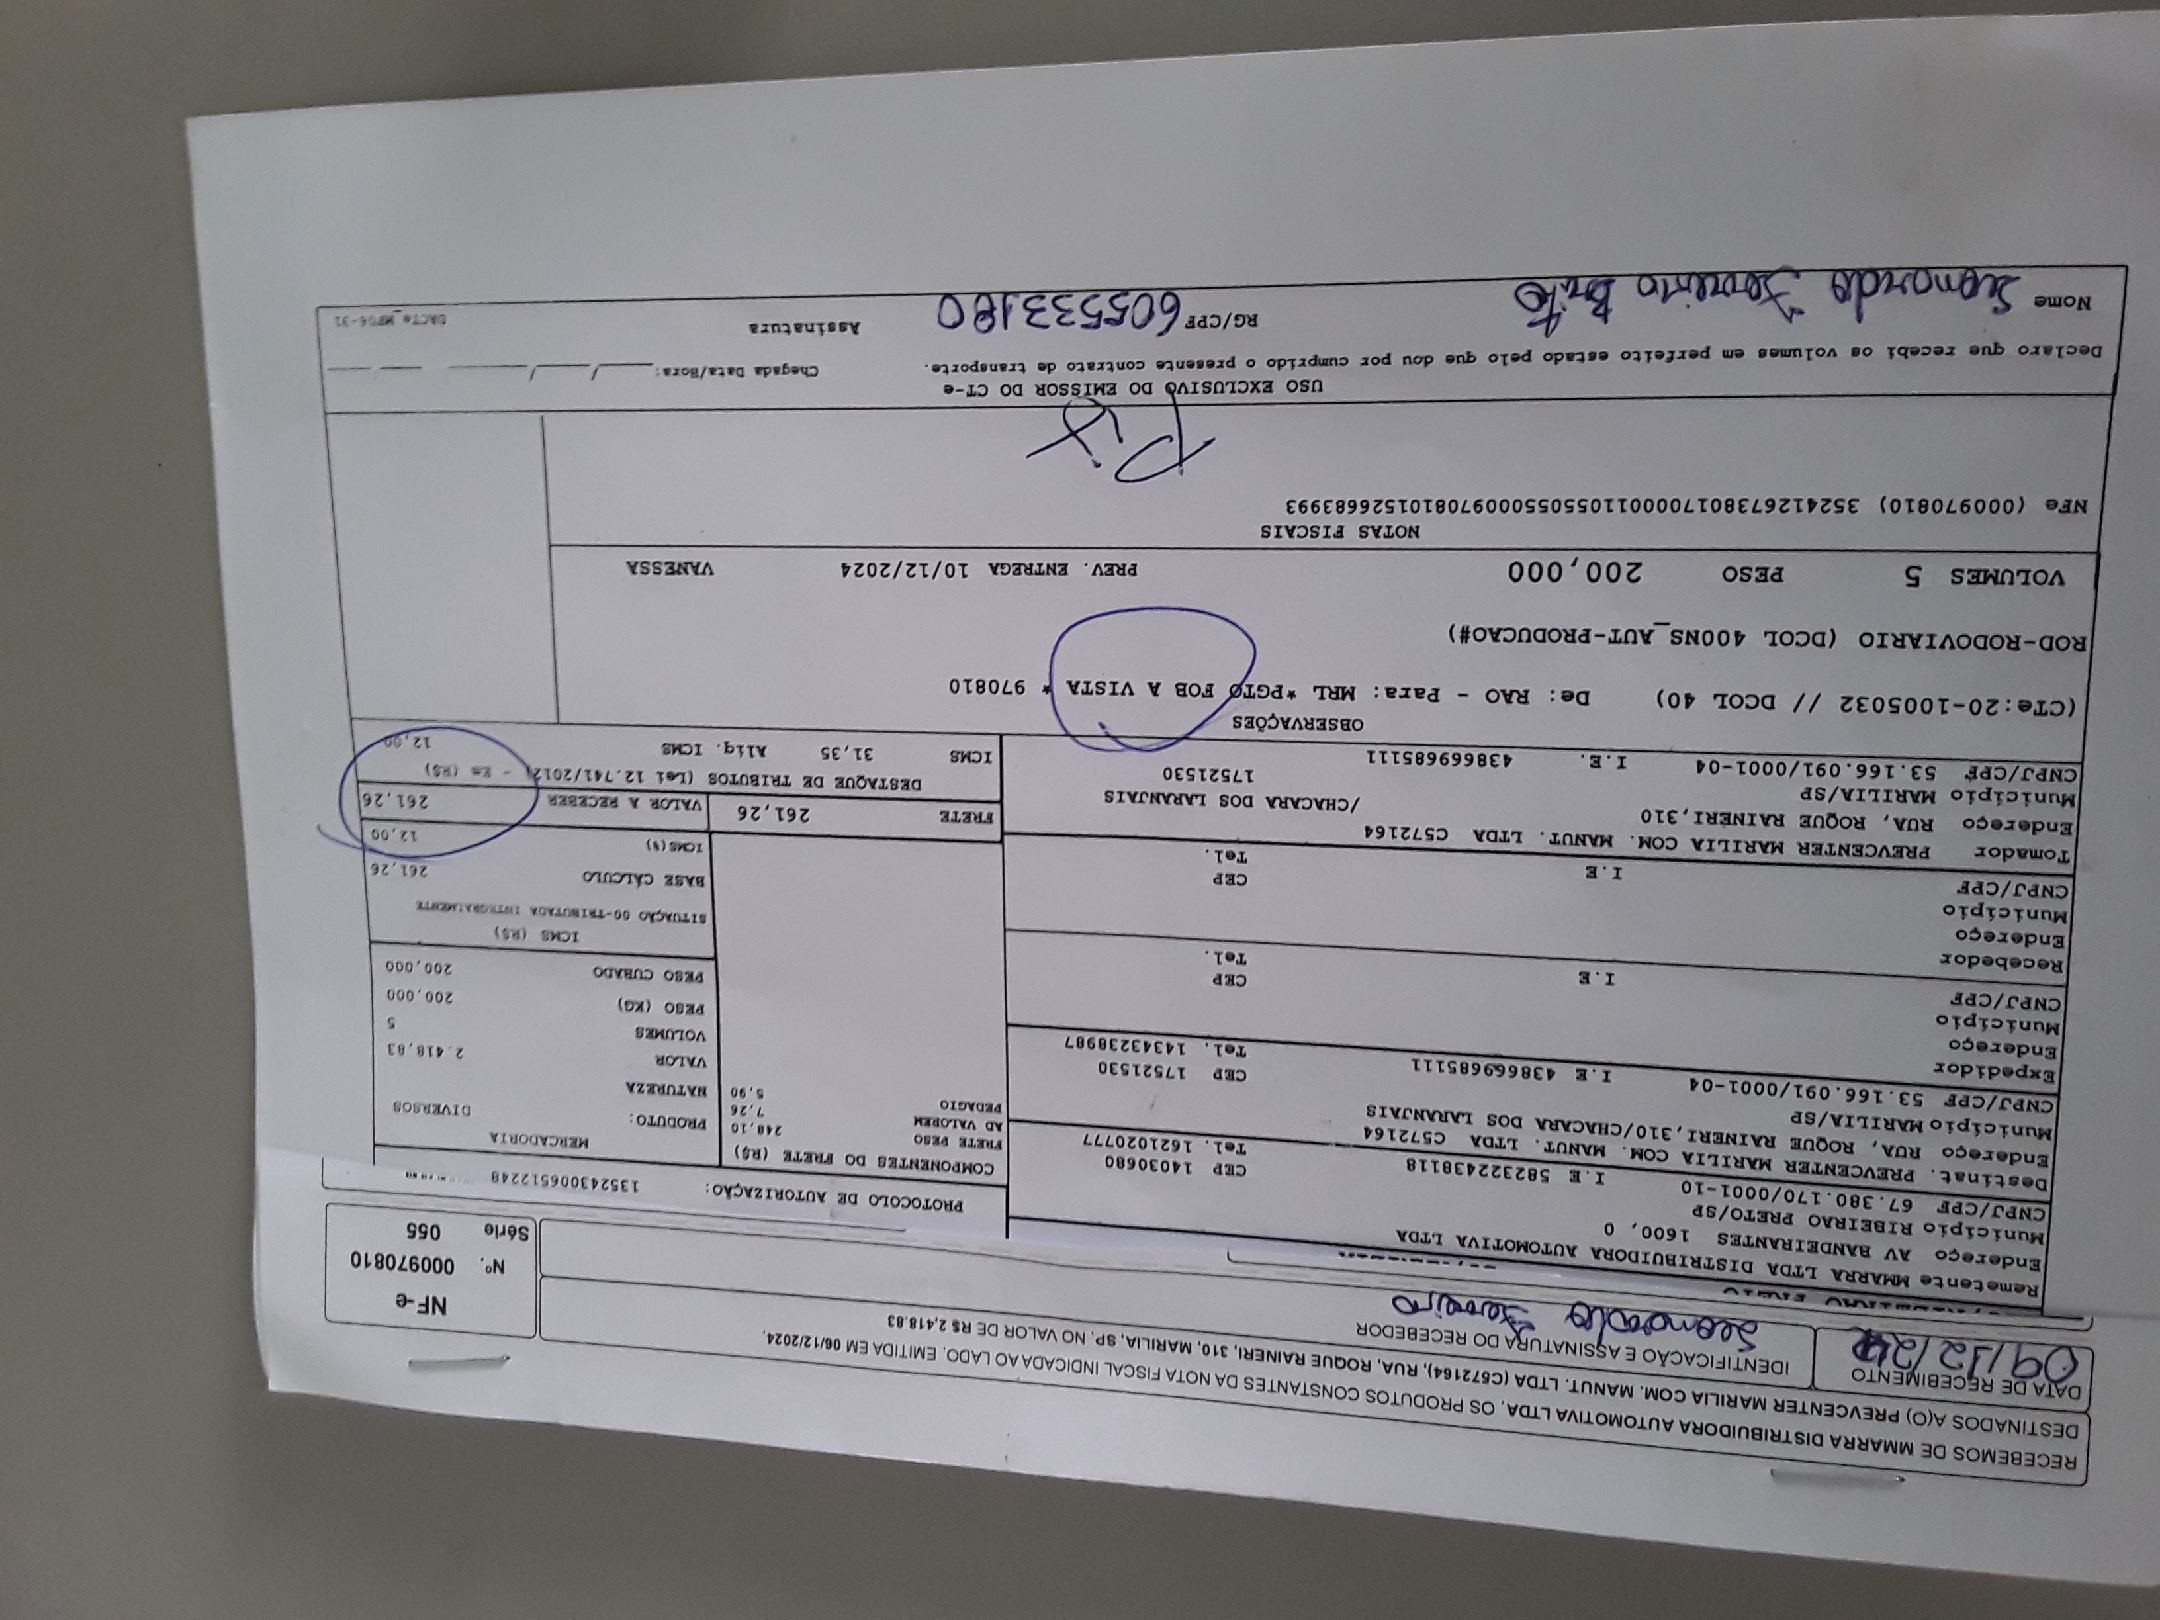 RECEBEMOS DE MMARRA DISTRIBUIDORA AUTOMOTIVA LTDA, OS PRODUTOS CONSTANTES DA NOTA FISCAL INDICADA AO LADO. EMITIDA EM 06/12/2024.
DESTINADOS A(O) PREVCENTER MARILIA COM. MANUT. LTDA (C572164), RUA, ROQUE RAINERI, 310, MARILIA, SP. NO VALOR DE R$ 2,418.83
DATA DE RECEBIMENTO
09/12/24
IDENTIFICAÇÃO E ASSINATURA DO RECEBEDOR
NF-e
Nº. 000970810
Série 055
Remetente MMARRA LTDA DISTRIBUIDORA AUTOMOTIVA LTDA
Endereço AV BANDEIRANTES 1600, 0
Município RIBEIRAO PRETO/SP CEP 14030680
CNPJ/CPF 67.380.170/0001-10 I.E 582322438118 Tel. 1621020777
Destinat. PREVCENTER MARILIA COM. MANUT. LTDA C572164
Endereço RUA, ROQUE RAINERI,310/CHACARA DOS LARANJAIS
Município MARILIA/SP CEP 17521530
CNPJ/CPF 53.166.091/0001-04 I.E 438669685111 Tel. 14343238987
Expedidor
Endereço
Município CEP
CNPJ/CPF I.E Tel.
Recebedor
Endereço
Município CEP
CNPJ/CPF I.E Tel.
Tomador PREVCENTER MARILIA COM. MANUT. LTDA C572164
Endereço RUA, ROQUE RAINERI,310 /CHACARA DOS LARANJAIS
Município MARILIA/SP 17521530
CNPJ/CPF 53.166.091/0001-04 I.E. 438669685111
PROTOCOLO DE AUTORIZAÇÃO: 135243006512248
COMPONENTES DO FRETE (R$)
FRETE PESO 248,10
AD VALOREM 7,26
PEDAGIO 5,90
MERCADORIA
PRODUTO: DIVERSOS
NATUREZA
VALOR 2.418,83
VOLUMES 5
PESO (KG) 200,000
PESO CUBADO 200,000
ICMS (R$)
SITUAÇÃO 00-TRIBUTADA INTEGRALMENTE
BASE CÁLCULO 261,26
ICMS(%) 12,00
FRETE 261,26 VALOR A RECEBER 261,26
DESTAQUE DE TRIBUTOS (Lei 12.741/2012) - Em (R$)
ICMS 31,35 Aliq. ICMS 12,00
OBSERVAÇÕES
(CTe:20-1005032 // DCOL 40) De: RAO - Para: MRL *PGTO FOB A VISTA * 970810
ROD-RODOVIARIO (DCOL 400NS_AUT-PRODUCAO#)
VOLUMES 5 PESO 200,000 PREV. ENTREGA 10/12/2024 VANESSA
NOTAS FISCAIS
NFe (000970810) 35241267380170000110550550009708101526683993
Pix
USO EXCLUSIVO DO EMISSOR DO CT-e
Declaro que recebi os volumes em perfeito estado pelo que dou por cumprido o presente contrato de transporte. Chegada Data/Hora: ____/____/____
Nome RG/CPF 605533180 Assinatura
DACTe_MP06-31